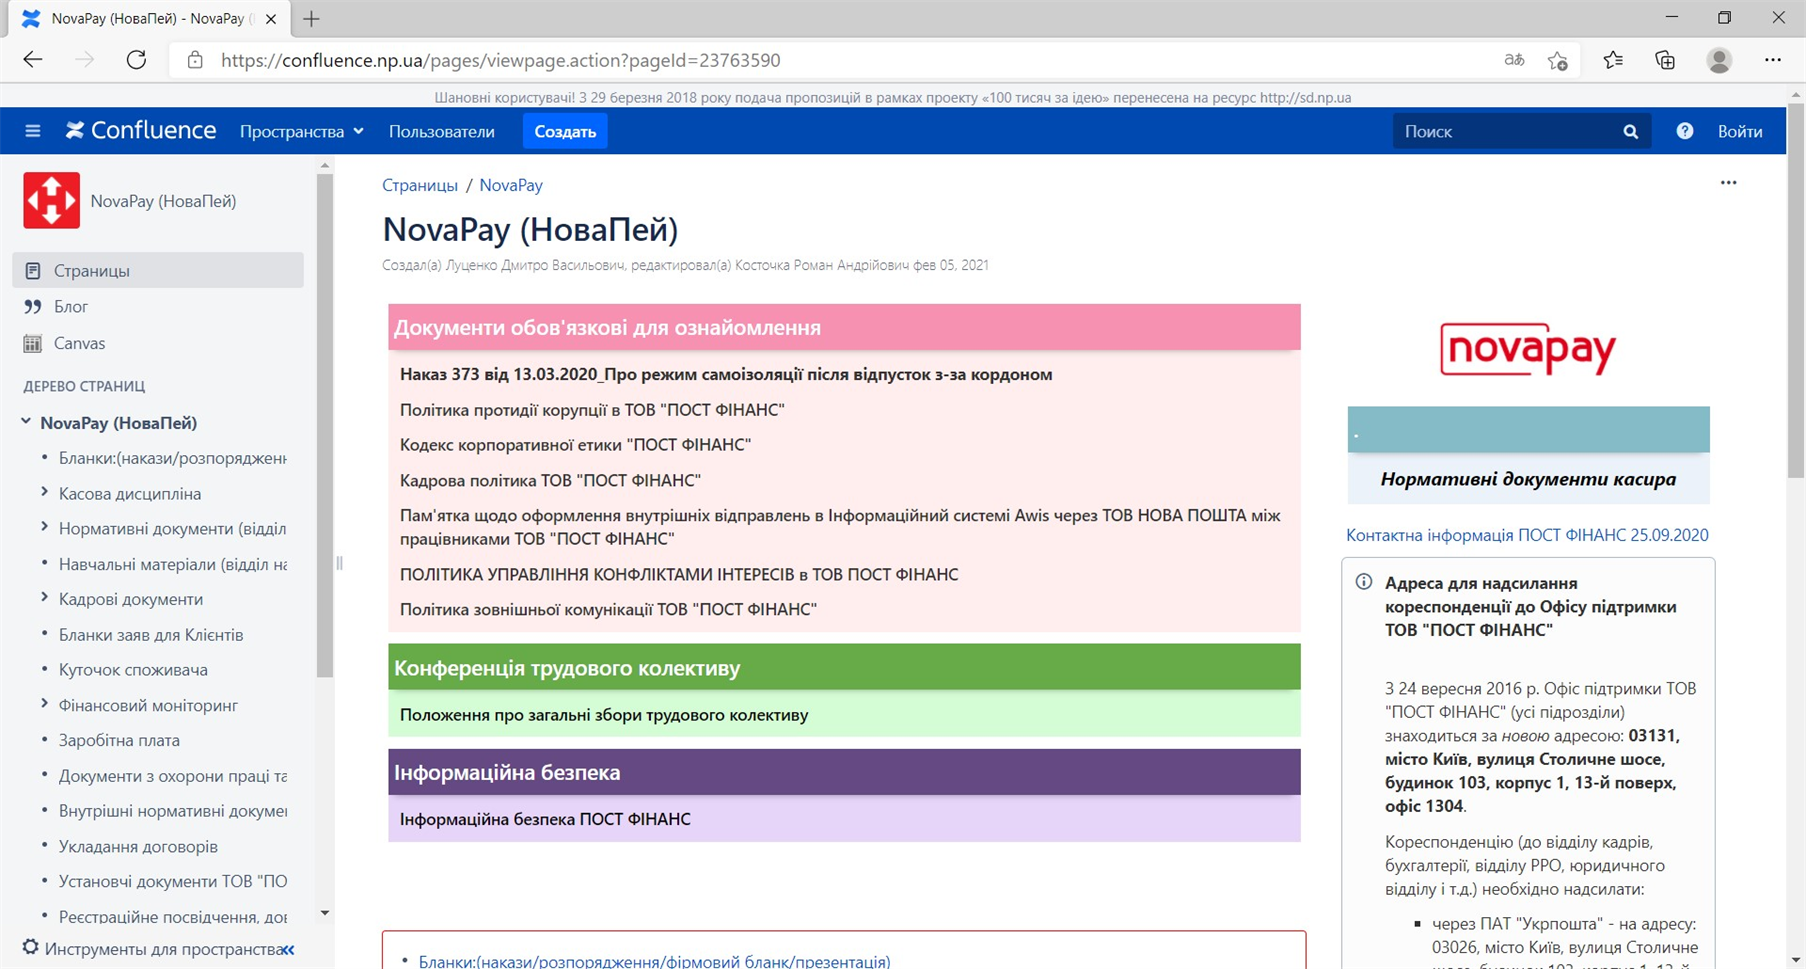 NovaPay (НоваПей) - NovaPay (
https://confluence.np.ua/pages/viewpage.action?pageId=23763590
Шановні користувачі! З 29 березня 2018 року подача пропозицій в рамках проекту «100 тисяч за ідею» перенесена на ресурс http://sd.np.ua
Confluence Пространства Пользователи Создать Поиск Войти
NovaPay (НоваПей)
Страницы
Блог
Canvas
ДЕРЕВО СТРАНИЦ
NovaPay (НоваПей)
Бланки:(накази/розпорядженн
Касова дисципліна
Нормативні документи (відділ
Навчальні матеріали (відділ на
Кадрові документи
Бланки заяв для Клієнтів
Куточок споживача
Фінансовий моніторинг
Заробітна плата
Документи з охорони праці та
Внутрішні нормативні докумен
Укладання договорів
Установчі документи ТОВ "ПО
Реєстраційне посвідчення, дов
Инструменты для пространства
Страницы / NovaPay
NovaPay (НоваПей)
Создал(а) Луценко Дмитро Васильович, редактировал(а) Косточка Роман Андрійович фев 05, 2021
Документи обов'язкові для ознайомлення
Наказ 373 від 13.03.2020_Про режим самоізоляції після відпусток з-за кордоном
Політика протидії корупції в ТОВ "ПОСТ ФІНАНС"
Кодекс корпоративної етики "ПОСТ ФІНАНС"
Кадрова політика ТОВ "ПОСТ ФІНАНС"
Пам'ятка щодо оформлення внутрішніх відправлень в Інформаційний системі Awis через ТОВ НОВА ПОШТА між
працівниками ТОВ "ПОСТ ФІНАНС"
ПОЛІТИКА УПРАВЛІННЯ КОНФЛІКТАМИ ІНТЕРЕСІВ в ТОВ ПОСТ ФІНАНС
Політика зовнішньої комунікації ТОВ "ПОСТ ФІНАНС"
Конференція трудового колективу
Положення про загальні збори трудового колективу
Інформаційна безпека
Інформаційна безпека ПОСТ ФІНАНС
Бланки:(накази/розпорядження/фірмовий бланк/презентація)
novapay
.
Нормативні документи касира
Контактна інформація ПОСТ ФІНАНС 25.09.2020
Адреса для надсилання
кореспонденції до Офісу підтримки
ТОВ "ПОСТ ФІНАНС"
З 24 вересня 2016 р. Офіс підтримки ТОВ
"ПОСТ ФІНАНС" (усі підрозділи)
знаходиться за новою адресою: 03131,
місто Київ, вулиця Столичне шосе,
будинок 103, корпус 1, 13-й поверх,
офіс 1304.
Кореспонденцію (до відділу кадрів,
бухгалтерії, відділу РРО, юридичного
відділу і т.д.) необхідно надсилати:
через ПАТ "Укрпошта" - на адресу:
03026, місто Київ, вулиця Столичне